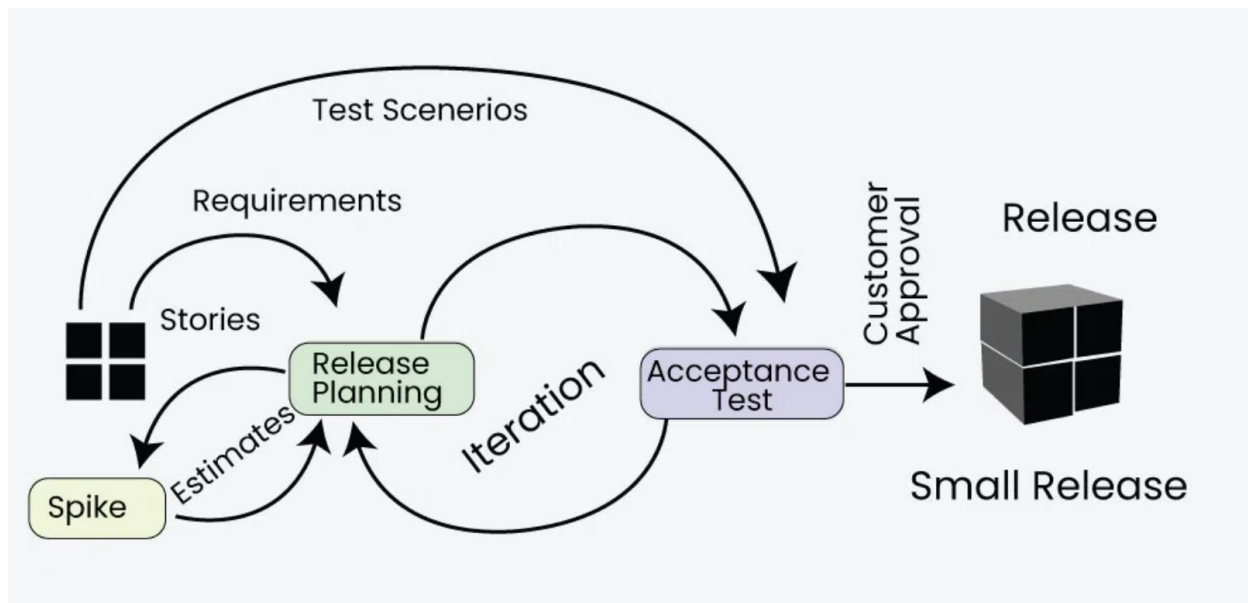 Test Scenerios
Requirements
Stories
Release
Planning
Estimates
Spike
Iteration
Acceptance
Test
Customer
Approval
Release
Small Release